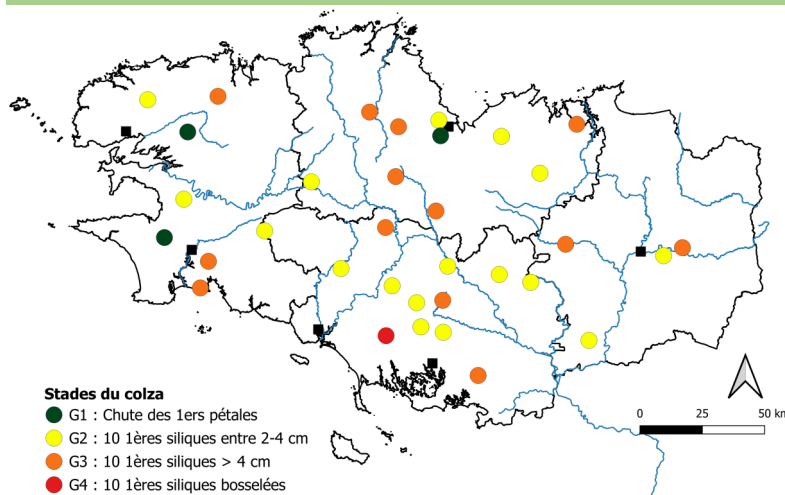 Stades du colza
G1 : Chute des 1ers pétales
G2 : 10 1ères siliques entre 2-4 cm
G3 : 10 1ères siliques > 4 cm
G4 : 10 1ères siliques bosselées
0 25 50 km